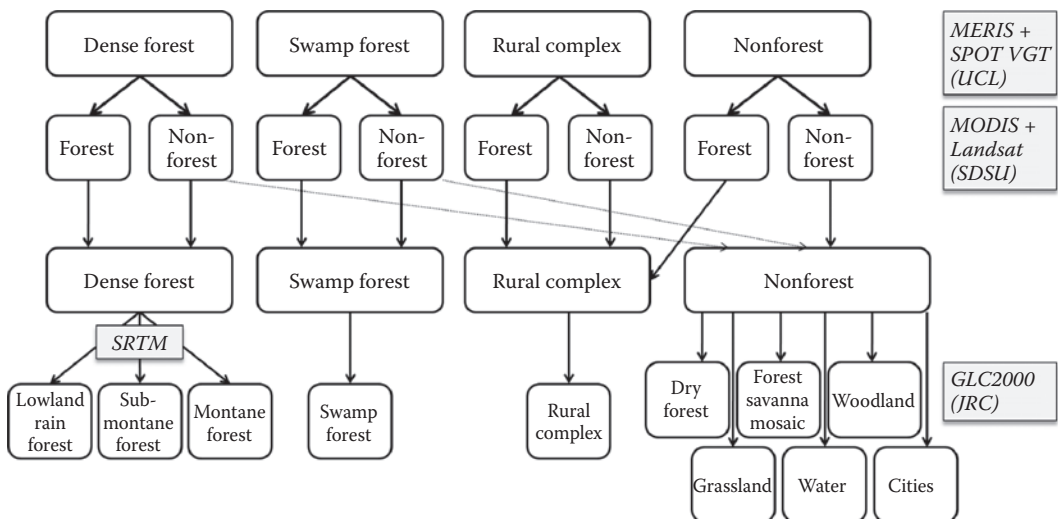 Dense forest
Swamp forest
Rural complex
Nonforest
MERIS +
SPOT VGT
(UCL)
Forest
Non-
forest
Forest
Non-
forest
Forest
Non-
forest
Forest
Non-
forest
MODIS +
Landsat
(SDSU)
Dense forest
Swamp forest
Rural complex
Nonforest
SRTM
Lowland
rain
forest
Sub-
montane
forest
Montane
forest
Swamp
forest
Rural
complex
Dry
forest
Forest
savanna
mosaic
Woodland
GLC2000
(JRC)
Grassland
Water
Cities